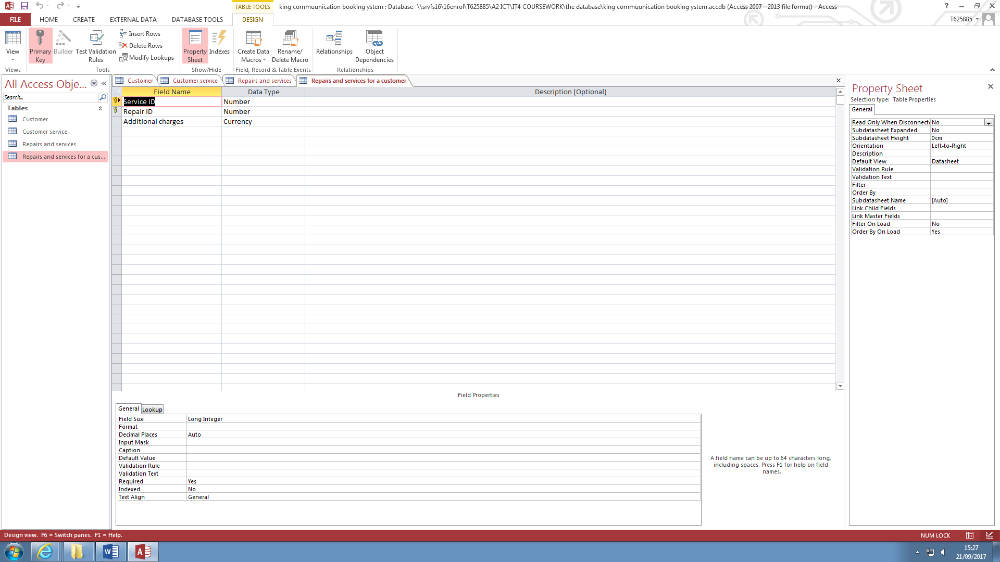 TABLE TOOLS
king commuunication booking ystem : Database- \\srvfs16\16enrol\T625885\A2 ICT\IT4 COURSEWORK\the database\king commuunication booking ystem.accdb (Access 2007 - 2013 file format) - Access
FILE HOME CREATE EXTERNAL DATA DATABASE TOOLS DESIGN T625885
View
Primary Key
Builder
Test Validation Rules
Insert Rows
Delete Rows
Modify Lookups
Property Sheet
Indexes
Create Data Macros
Rename/ Delete Macro
Relationships
Object Dependencies
Views Tools Show/Hide Field, Record & Table Events Relationships
All Access Obje...
Search...
Tables
Customer
Customer service
Repairs and services
Repairs and services for a cus...
Customer Customer service Repairs and services Repairs and services for a customer
Field Name Data Type Description (Optional)
Service ID Number
Repair ID Number
Additional charges Currency
Field Properties
General Lookup
Field Size Long Integer
Format
Decimal Places Auto
Input Mask
Caption
Default Value
Validation Rule
Validation Text
Required Yes
Indexed No
Text Align General
A field name can be up to 64 characters long,
including spaces. Press F1 for help on field
names.
Property Sheet
Selection type: Table Properties
General
Read Only When Disconnecte No
Subdatasheet Expanded No
Subdatasheet Height 0cm
Orientation Left-to-Right
Description
Default View Datasheet
Validation Rule
Validation Text
Filter
Order By
Subdatasheet Name [Auto]
Link Child Fields
Link Master Fields
Filter On Load No
Order By On Load Yes
Design view. F6 = Switch panes. F1 = Help.
NUM LOCK
15:27
21/09/2017